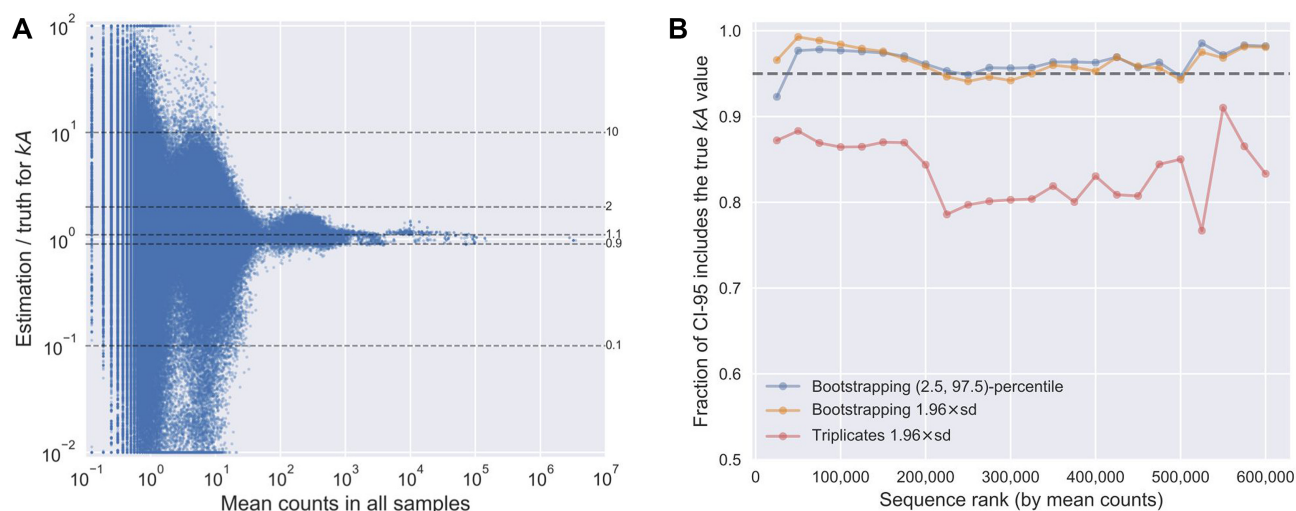 A
Estimation / truth for kA
10²
10¹
10⁰
10⁻¹
10⁻²
10
2
1.1
0.9
0.1
10⁻¹ 10⁰ 10¹ 10² 10³ 10⁴ 10⁵ 10⁶ 10⁷
Mean counts in all samples
B
Fraction of CI-95 includes the true kA value
1.0
0.9
0.8
0.7
0.6
0.5
Bootstrapping (2.5, 97.5)-percentile
Bootstrapping 1.96×sd
Triplicates 1.96×sd
0 100,000 200,000 300,000 400,000 500,000 600,000
Sequence rank (by mean counts)